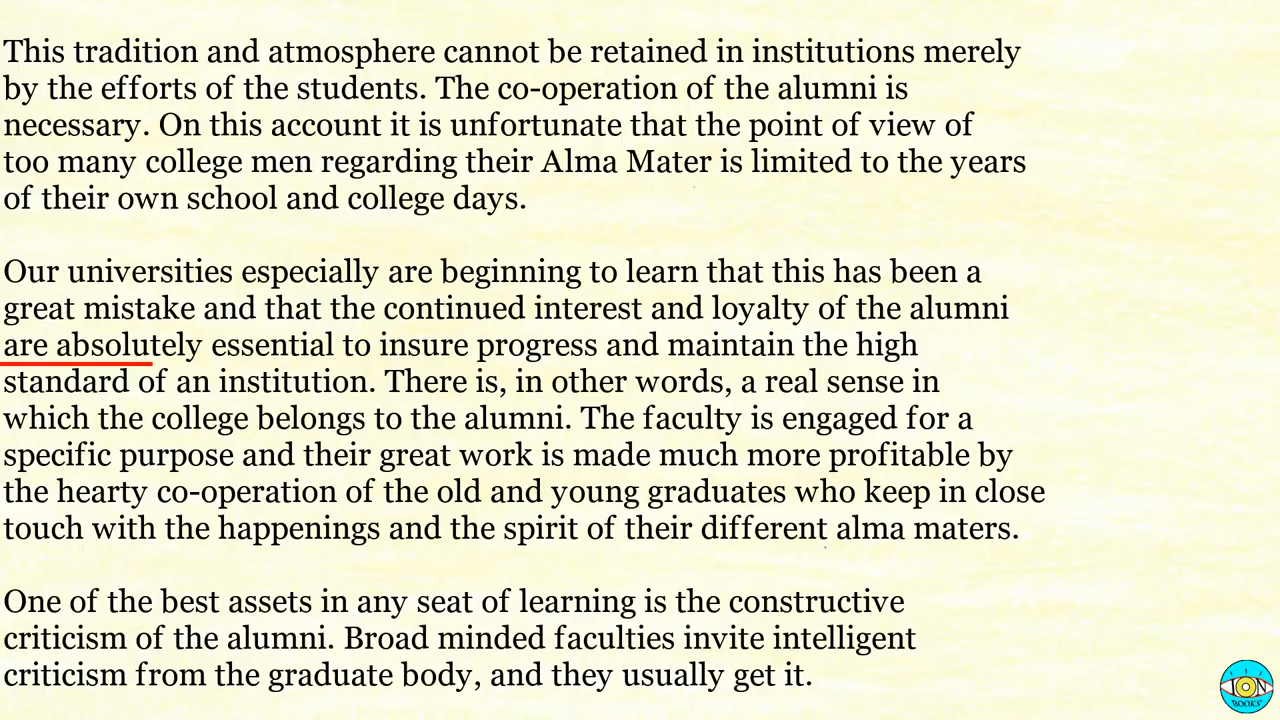 This tradition and atmosphere cannot be retained in institutions merely
by the efforts of the students. The co-operation of the alumni is
necessary. On this account it is unfortunate that the point of view of
too many college men regarding their Alma Mater is limited to the years
of their own school and college days.
Our universities especially are beginning to learn that this has been a
great mistake and that the continued interest and loyalty of the alumni
are absolutely essential to insure progress and maintain the high
standard of an institution. There is, in other words, a real sense in
which the college belongs to the alumni. The faculty is engaged for a
specific purpose and their great work is made much more profitable by
the hearty co-operation of the old and young graduates who keep in close
touch with the happenings and the spirit of their different alma maters.
One of the best assets in any seat of learning is the constructive
criticism of the alumni. Broad minded faculties invite intelligent
criticism from the graduate body, and they usually get it.
ION
BOOKS